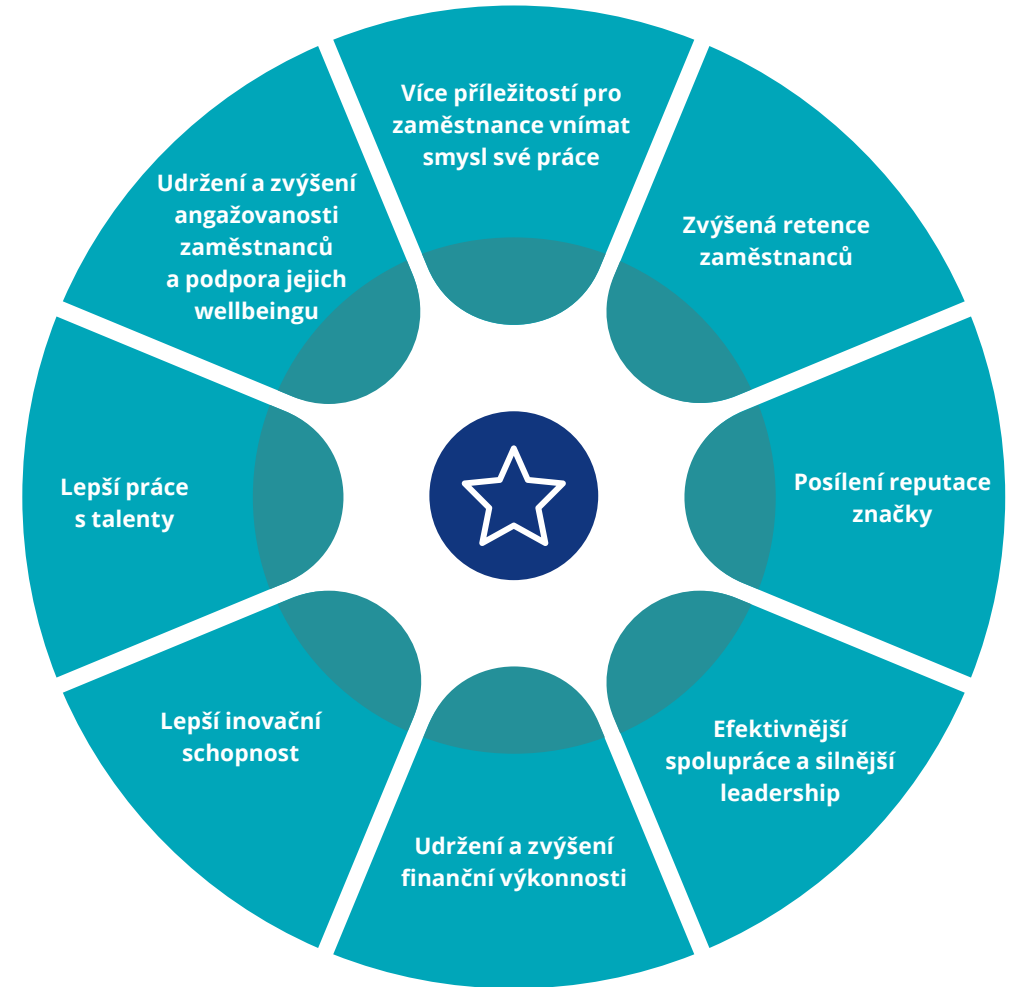 Více příležitostí pro
zaměstnance vnímat
smysl své práce
Zvýšená retence
zaměstnanců
Posílení reputace
značky
Efektivnější
spolupráce a silnější
leadership
Udržení a zvýšení
finanční výkonnosti
Lepší inovační
schopnost
Lepší práce
s talenty
Udržení a zvýšení
angažovanosti
zaměstnanců
a podpora jejich
wellbeingu